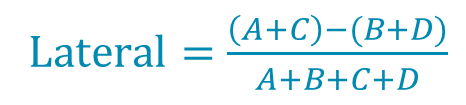 Lateral = (A+C)−(B+D)
A+B+C+D